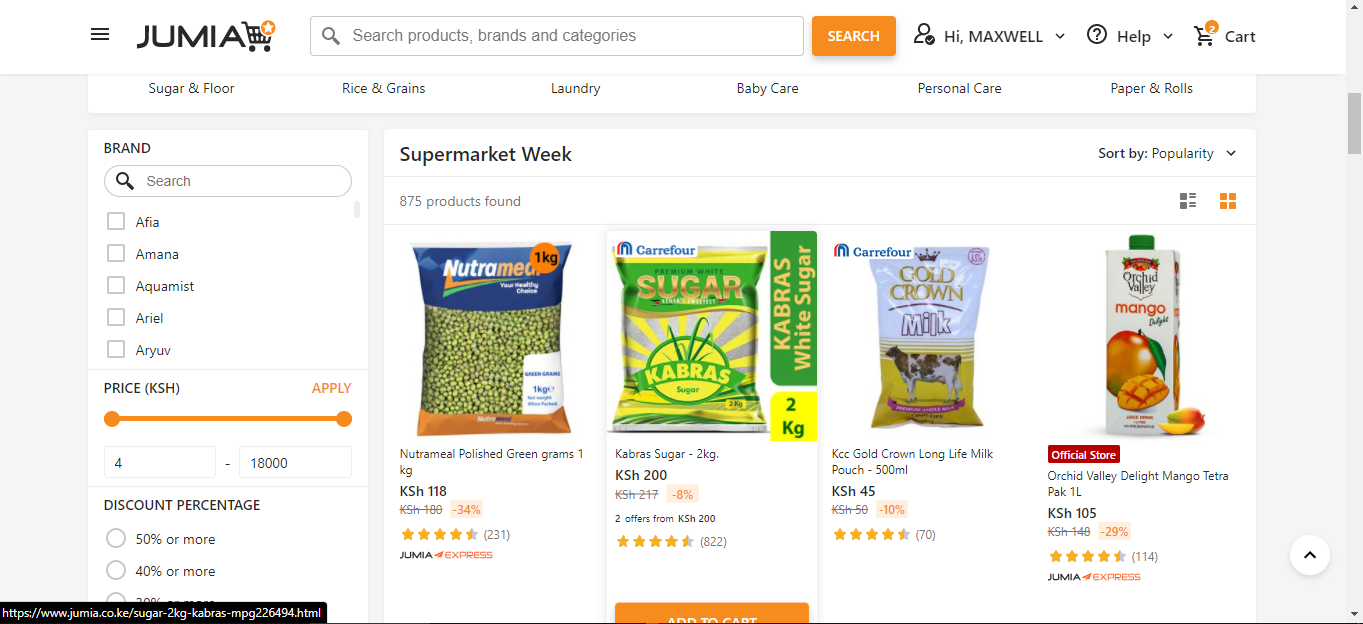 JUMIA
Search products, brands and categories
SEARCH
Hi, MAXWELL
Help
2
Cart
Sugar & Floor
Rice & Grains
Laundry
Baby Care
Personal Care
Paper & Rolls
BRAND
Search
Afia
Amana
Aquamist
Ariel
Aryuv
PRICE (KSH)
APPLY
4
-
18000
DISCOUNT PERCENTAGE
50% or more
40% or more
Supermarket Week
Sort by: Popularity
875 products found
Nutrameal
1kg
Your Healthy
Choice
GREEN GRAMS
1kg
Net weight
When Packed.
Nutrameal Polished Green grams 1
kg
KSh 118
KSh 180
-34%
(231)
JUMIA EXPRESS
Carrefour
PREMIUM WHITE
SUGAR
KENYA'S SWEETEST
KABRAS
Sugar
2Kg
KABRAS
White Sugar
2
Kg
Kabras Sugar - 2kg.
KSh 200
KSh 217
-8%
2 offers from KSh 200
(822)
ADD TO CART
Carrefour
GOLD
CROWN
Milk
PREMIUM WHOLE MILK
LONG LIFE
Kcc Gold Crown Long Life Milk
Pouch - 500ml
KSh 45
KSh 50
-10%
(70)
Orchid
Valley
mango
Delight
JUICE DRINK
Official Store
Orchid Valley Delight Mango Tetra
Pak 1L
KSh 105
KSh 148
-29%
(114)
JUMIA EXPRESS
https://www.jumia.co.ke/sugar-2kg-kabras-mpg226494.html